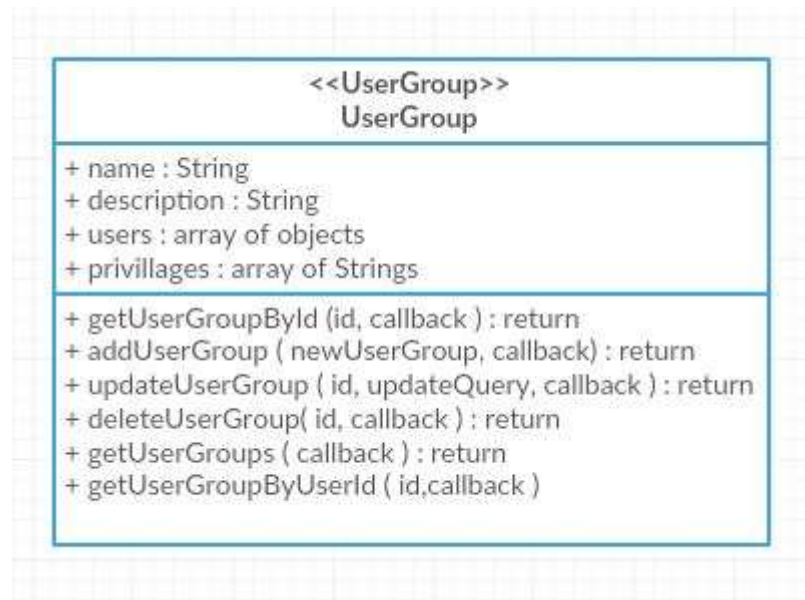 <<UserGroup>>
UserGroup
+ name : String
+ description : String
+ users : array of objects
+ privillages : array of Strings
+ getUserGroupById (id, callback ) : return
+ addUserGroup ( newUserGroup, callback) : return
+ updateUserGroup ( id, updateQuery, callback ) : return
+ deleteUserGroup( id, callback ) : return
+ getUserGroups ( callback ) : return
+ getUserGroupByUserId ( id,callback )